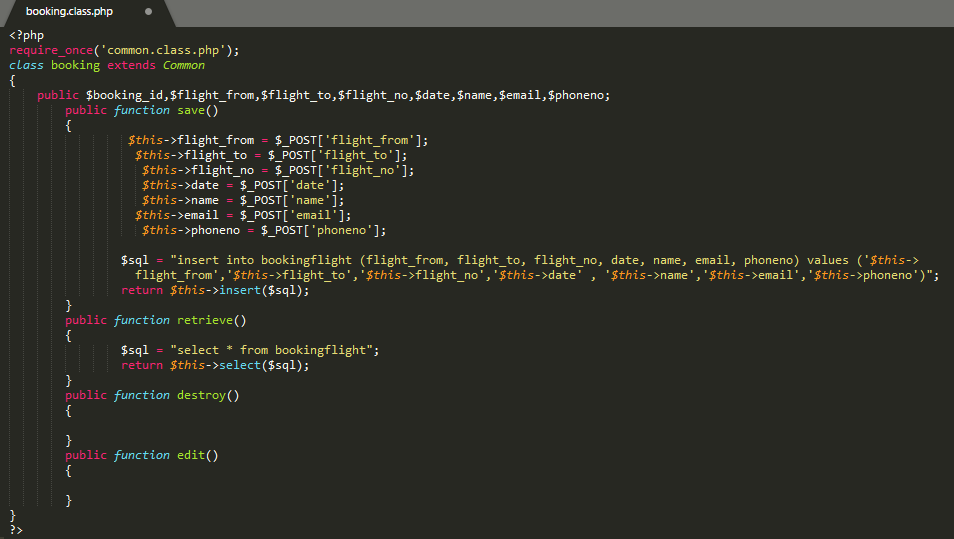 booking.class.php
<?php
require_once('common.class.php');
class booking extends Common
{
public $booking_id,$flight_from,$flight_to,$flight_no,$date,$name,$email,$phoneno;
public function save()
{
$this->flight_from = $_POST['flight_from'];
$this->flight_to = $_POST['flight_to'];
$this->flight_no = $_POST['flight_no'];
$this->date = $_POST['date'];
$this->name = $_POST['name'];
$this->email = $_POST['email'];
$this->phoneno = $_POST['phoneno'];
$sql = "insert into bookingflight (flight_from, flight_to, flight_no, date, name, email, phoneno) values ('$this->
flight_from','$this->flight_to','$this->flight_no','$this->date' , '$this->name','$this->email','$this->phoneno')";
return $this->insert($sql);
}
public function retrieve()
{
$sql = "select * from bookingflight";
return $this->select($sql);
}
public function destroy()
{
}
public function edit()
{
}
}
?>